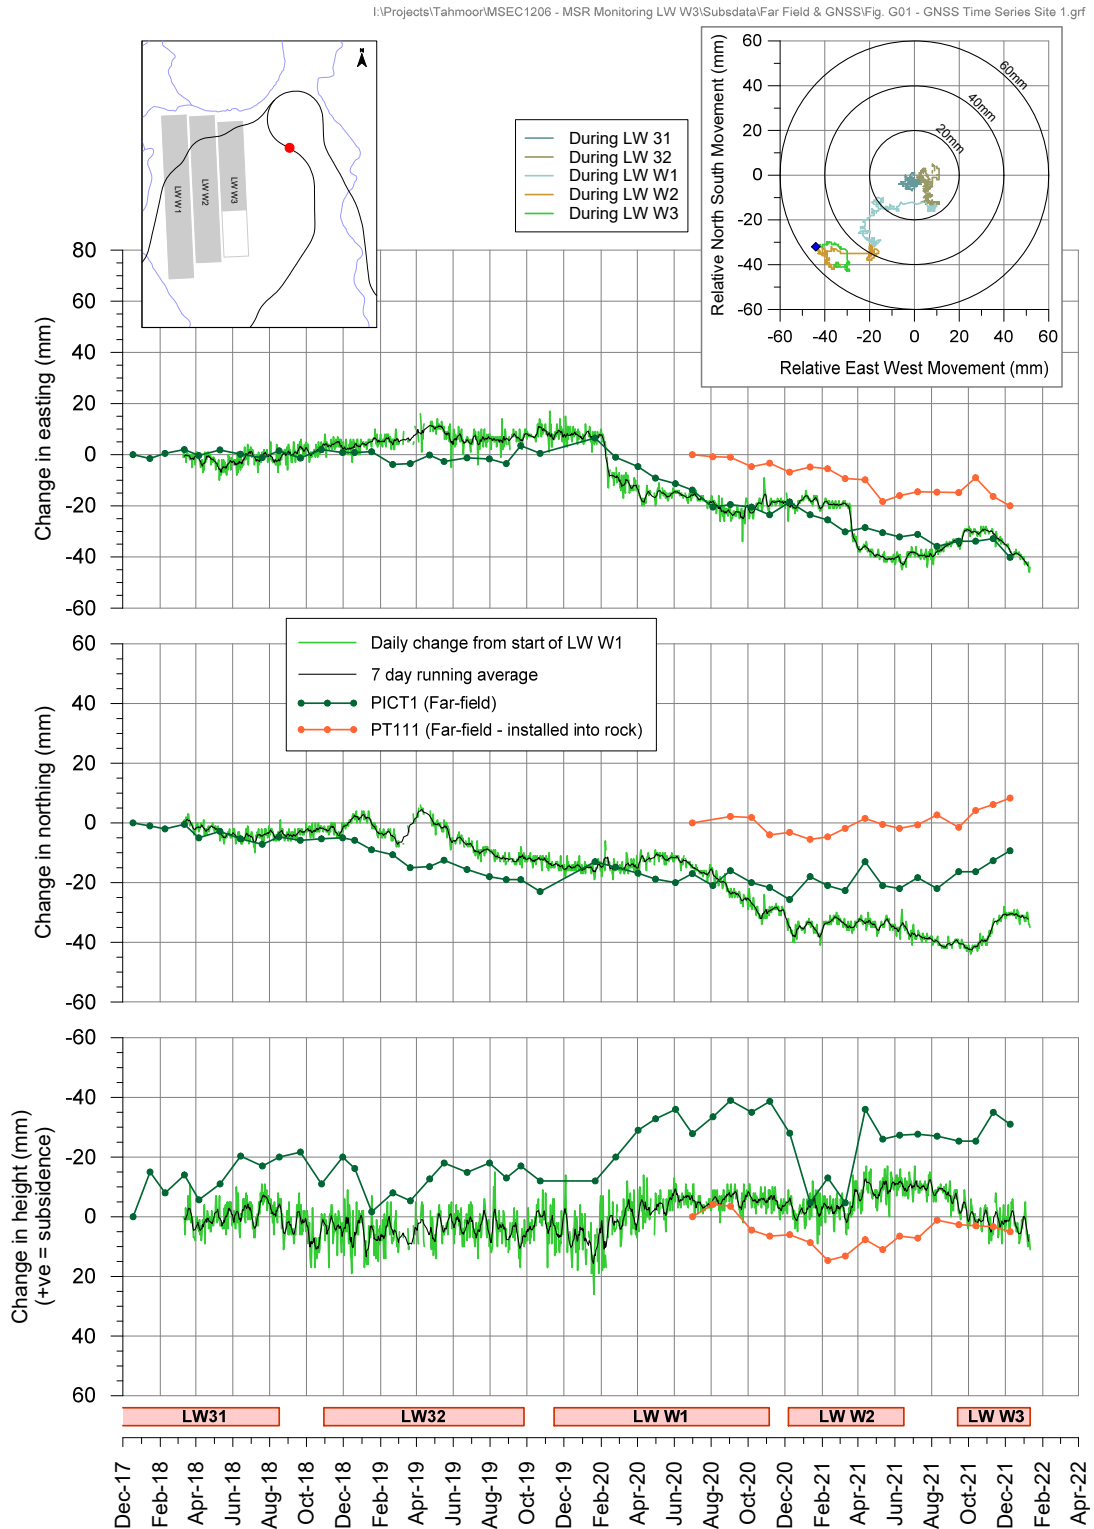 I:\Projects\Tahmoor\MSEC1206 - MSR Monitoring LW W3\Subsdata\Far Field & GNSS\Fig. G01 - GNSS Time Series Site 1.grf
N
LW W1
LW W2
LW W3
During LW 31
During LW 32
During LW W1
During LW W2
During LW W3
Relative North South Movement (mm)
60
40
20
0
-20
-40
-60
60mm
40mm
20mm
-60 -40 -20 0 20 40 60
Relative East West Movement (mm)
Change in easting (mm)
80
60
40
20
0
-20
-40
-60
Daily change from start of LW W1
7 day running average
PICT1 (Far-field)
PT111 (Far-field - installed into rock)
Change in northing (mm)
60
40
20
0
-20
-40
-60
Change in height (mm)
(+ve = subsidence)
-60
-40
-20
0
20
40
60
LW31 LW32 LW W1 LW W2 LW W3
Dec-17 Feb-18 Apr-18 Jun-18 Aug-18 Oct-18 Dec-18 Feb-19 Apr-19 Jun-19 Aug-19 Oct-19 Dec-19 Feb-20 Apr-20 Jun-20 Aug-20 Oct-20 Dec-20 Feb-21 Apr-21 Jun-21 Aug-21 Oct-21 Dec-21 Feb-22 Apr-22